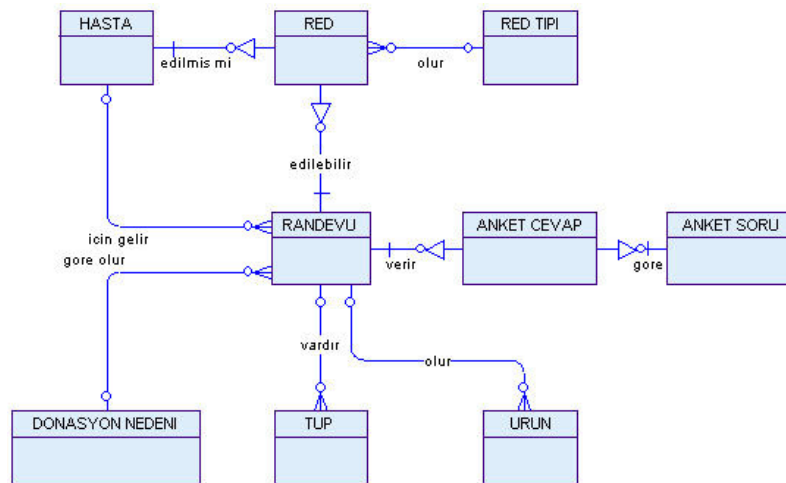 HASTA
RED
RED TIPI
edilmis mi
olur
edilebilir
RANDEVU
ANKET CEVAP
ANKET SORU
icin gelir
gore olur
verir
gore
vardır
olur
DONASYON NEDENI
TUP
URUN